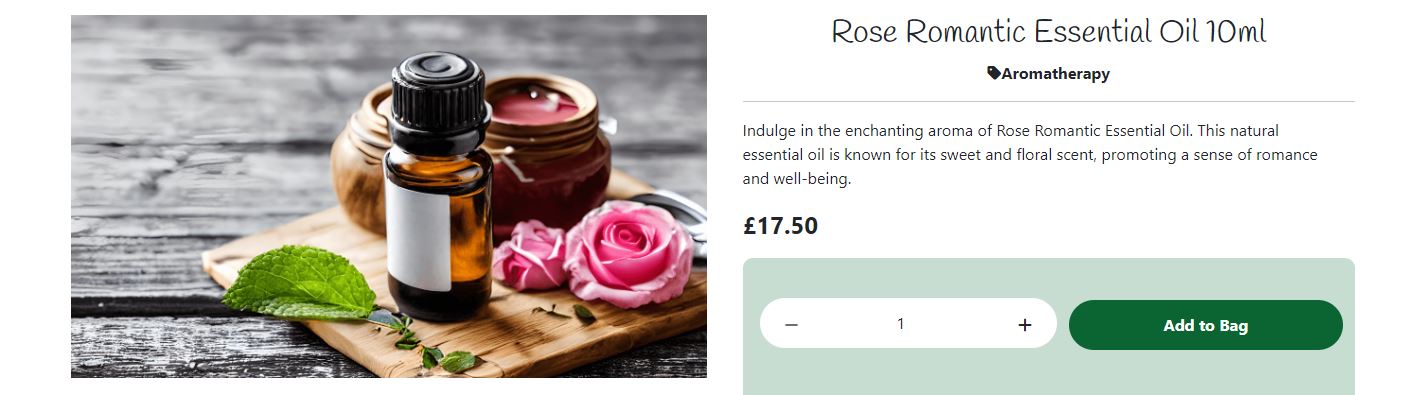 Rose Romantic Essential Oil 10ml
Aromatherapy
Indulge in the enchanting aroma of Rose Romantic Essential Oil. This natural
essential oil is known for its sweet and floral scent, promoting a sense of romance
and well-being.
£17.50
− 1 +
Add to Bag